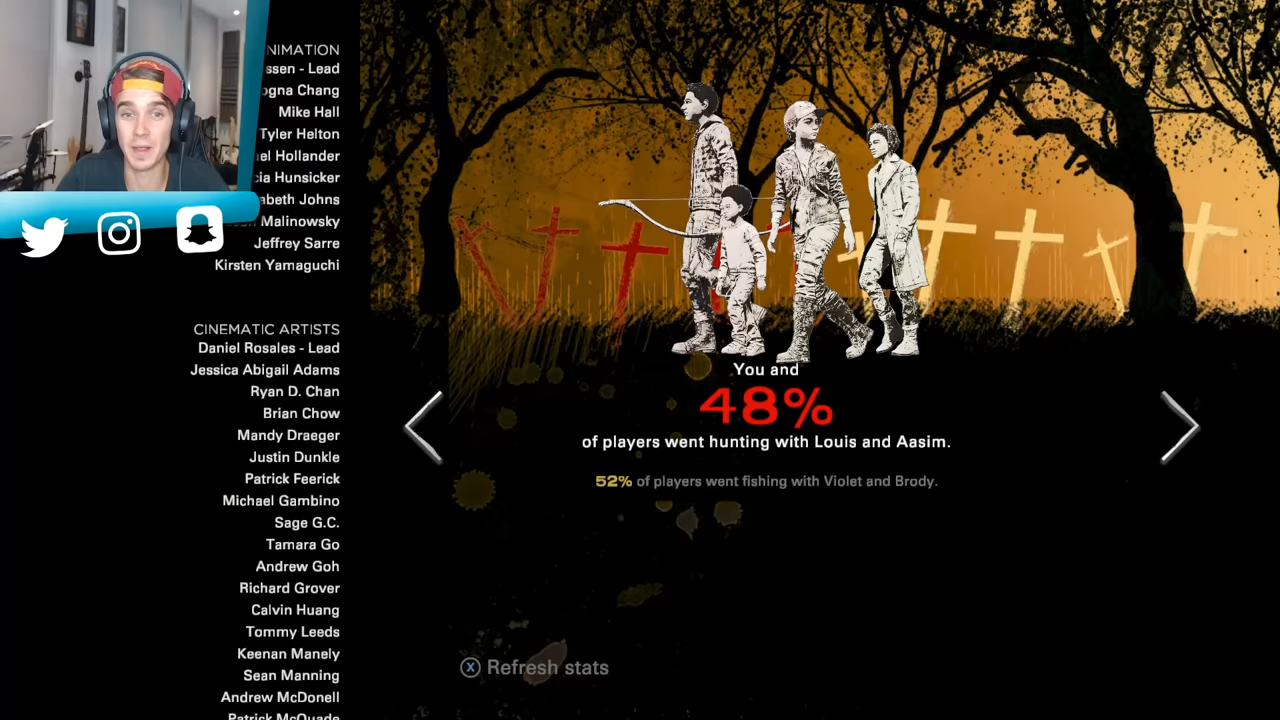 NIMATION
ssen - Lead
ogna Chang
Mike Hall
Tyler Helton
el Hollander
cia Hunsicker
abeth Johns
Malinowsky
Jeffrey Sarre
Kirsten Yamaguchi
CINEMATIC ARTISTS
Daniel Rosales - Lead
Jessica Abigail Adams
Ryan D. Chan
Brian Chow
Mandy Draeger
Justin Dunkle
Patrick Feerick
Michael Gambino
Sage G.C.
Tamara Go
Andrew Goh
Richard Grover
Calvin Huang
Tommy Leeds
Keenan Manely
Sean Manning
Andrew McDonell
Patrick McQuade
You and
48%
of players went hunting with Louis and Aasim.
52% of players went fishing with Violet and Brody.
X Refresh stats